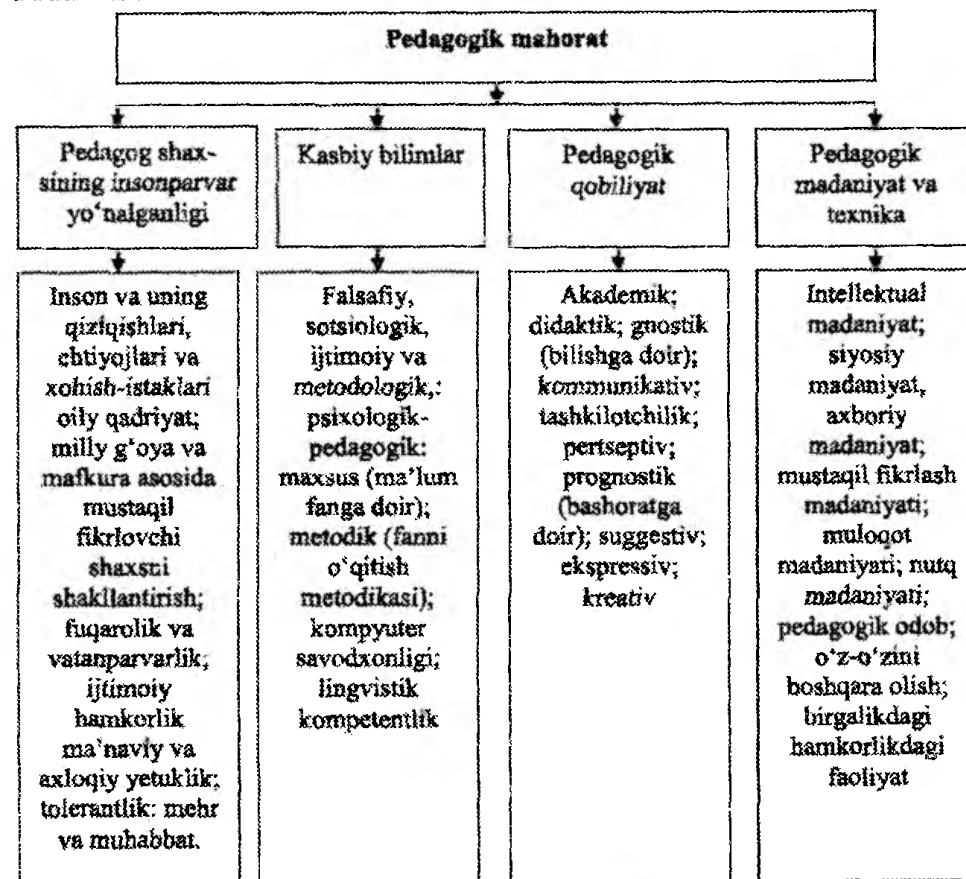 Pedagogik mahorat
Pedagog shax-
sining insonparvar
yo‘nalganligi
Kasbiy bilimlar
Pedagogik
qobiliyat
Pedagogik
madaniyat va
texnika
Inson va uning
qiziqishlari,
ehtiyojlari va
xohish-istaklari
oily qadriyat;
milly g‘oya va
mafkura asosida
mustaqil
fikrlovchi
shaxsni
shakllantirish;
fuqarolik va
vatanparvarlik;
ijtimoiy
hamkorlik
ma’naviy va
axloqiy yetuklik;
tolerantlik: mehr
va muhabbat.
Falsafiy,
sotsiologik,
ijtimoiy va
metodologik,:
psixologik-
pedagogik:
maxsus (ma’lum
fanga doir);
metodik (fanni
o‘qitish
metodikasi);
kompyuter
savodxonligi;
lingvistik
kompetentlik
Akademik;
didaktik; gnostik
(bilishga doir);
kommunikativ;
tashkilotchilik;
pertseptiv;
prognostik
(bashoratga
doir); suggestiv;
ekspressiv;
kreativ
Intellektual
madaniyat;
siyosiy
madaniyat,
axboriy
madaniyat;
mustaqil fikrlash
madaniyati;
muloqot
madaniyati; nutq
madaniyati;
pedagogik odob;
o‘z-o‘zini
boshqara olish;
birgalikdagi
hamkorlikdagi
faoliyat